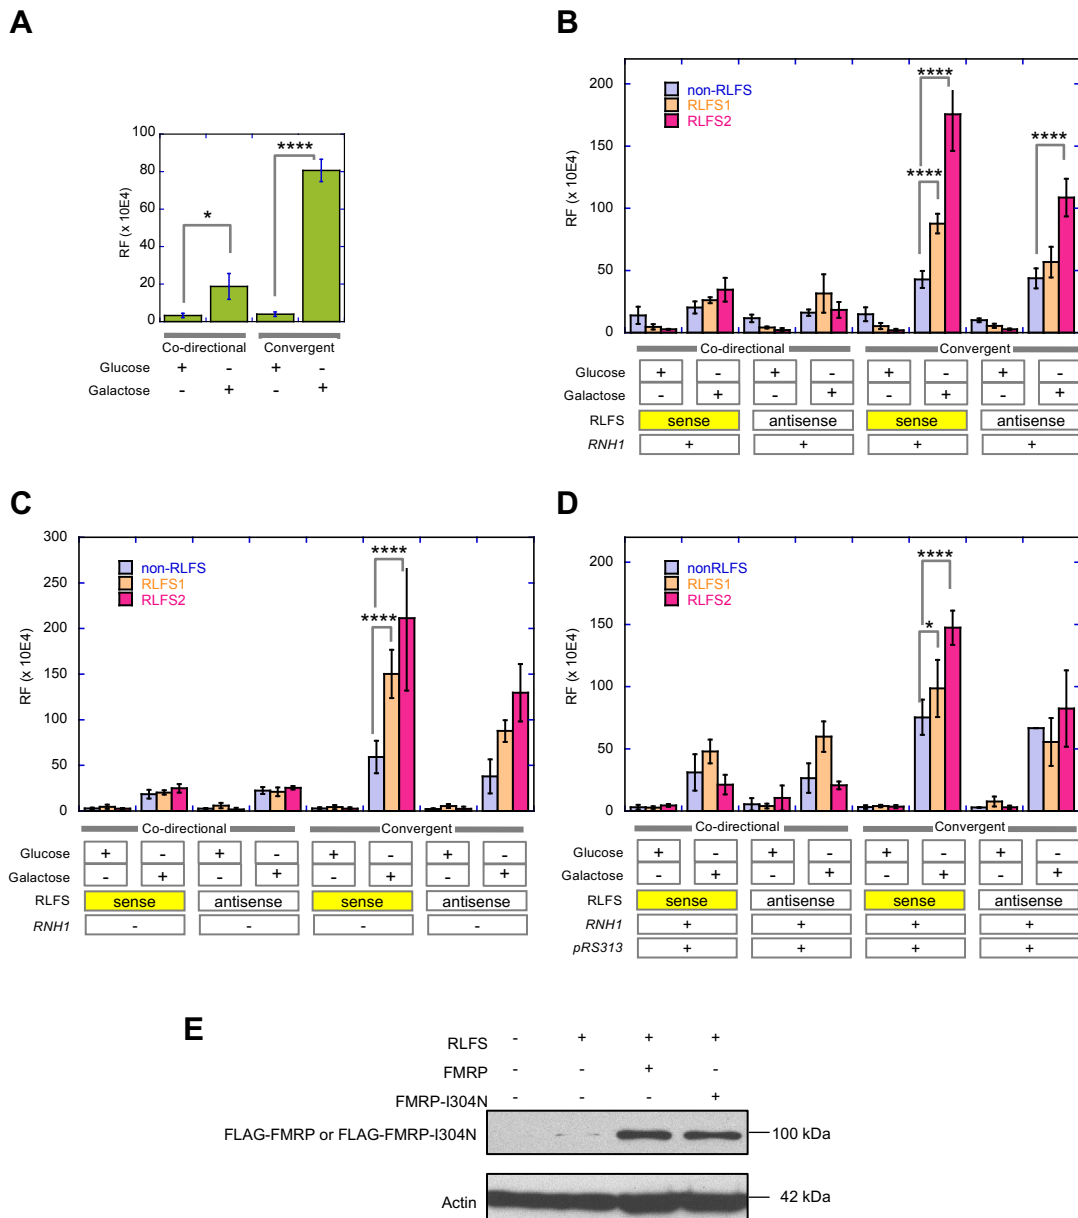 A
RF (x 10E4)
100
80
60
40
20
0
*
****
Co-directional Convergent
Glucose + - + -
Galactose - + - +
B
RF (x 10E4)
200
150
100
50
0
non-RLFS
RLFS1
RLFS2
****
****
****
Co-directional Convergent
Glucose + - + - + - + -
Galactose - + - + - + - +
RLFS sense antisense sense antisense
RNH1 + + + +
C
RF (x 10E4)
300
250
200
150
100
50
0
non-RLFS
RLFS1
RLFS2
****
****
Co-directional Convergent
Glucose + - + - + - + -
Galactose - + - + - + - +
RLFS sense antisense sense antisense
RNH1 - - - -
D
RF (x 10E4)
200
150
100
50
0
nonRLFS
RLFS1
RLFS2
****
*
Co-directional Convergent
Glucose + - + - + - + -
Galactose - + - + - + - +
RLFS sense antisense sense antisense
RNH1 + + + +
pRS313 + + + +
E
RLFS - + + +
FMRP - - + -
FMRP-I304N - - - +
FLAG-FMRP or FLAG-FMRP-I304N 100 kDa
Actin 42 kDa